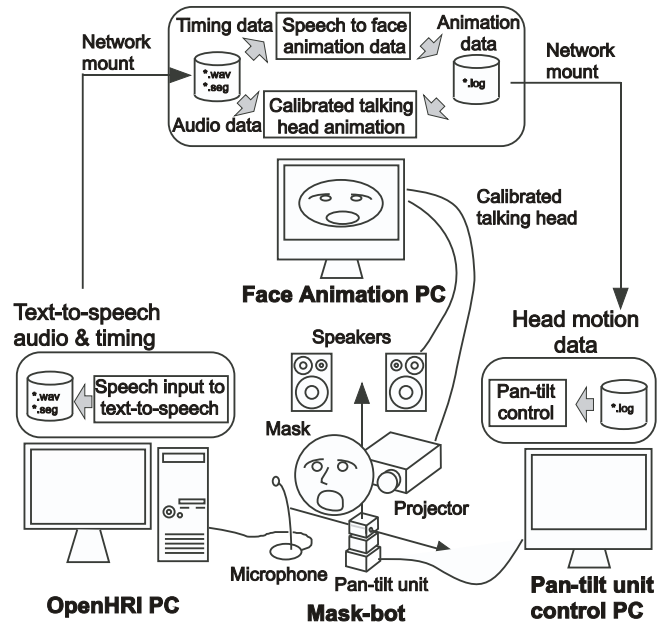 Timing data
Speech to face
animation data
Animation
data
Network
mount
*.wav
*.seg
*.log
Network
mount
Audio data
Calibrated talking
head animation
Calibrated
talking head
Face Animation PC
Text-to-speech
audio & timing
*.wav
*.seg
Speech input to
text-to-speech
Speakers
Head motion
data
Pan-tilt
control
*.log
Mask
Projector
Microphone
Pan-tilt unit
OpenHRI PC
Mask-bot
Pan-tilt unit
control PC